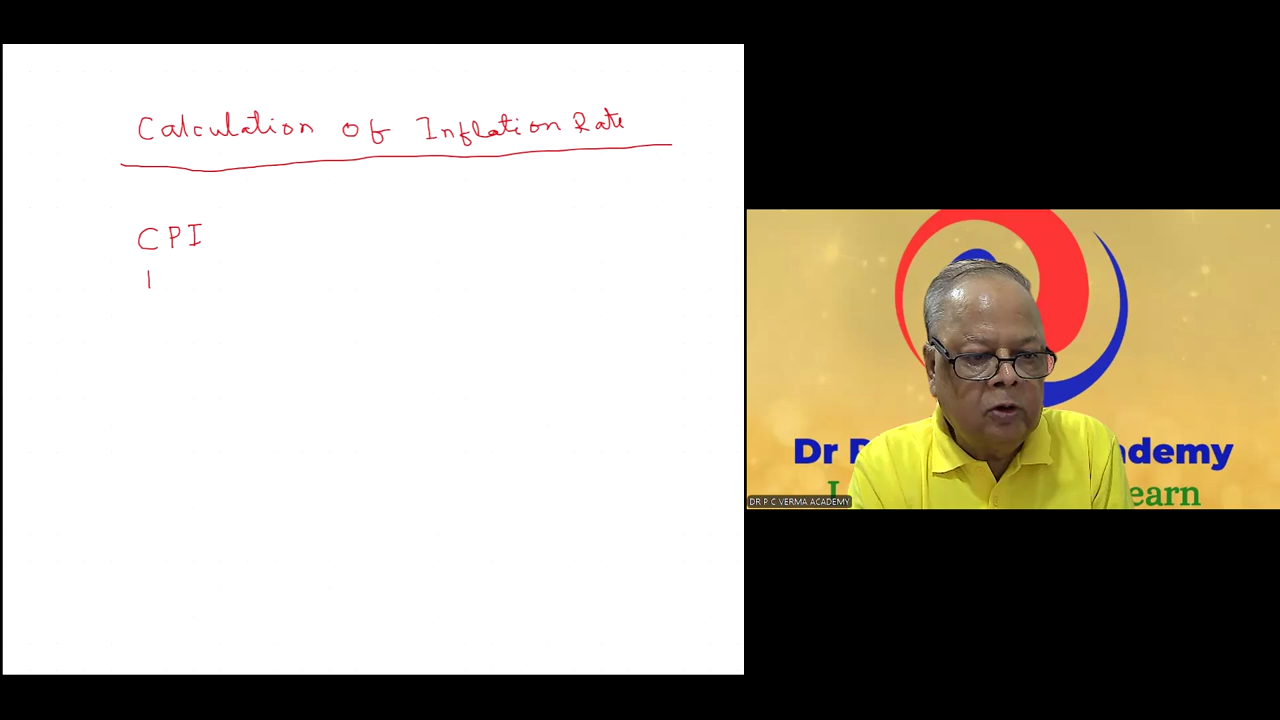 Calculation of Inflation Rate
CPI
Dr P ademy
L earn
DR P C VERMA ACADEMY